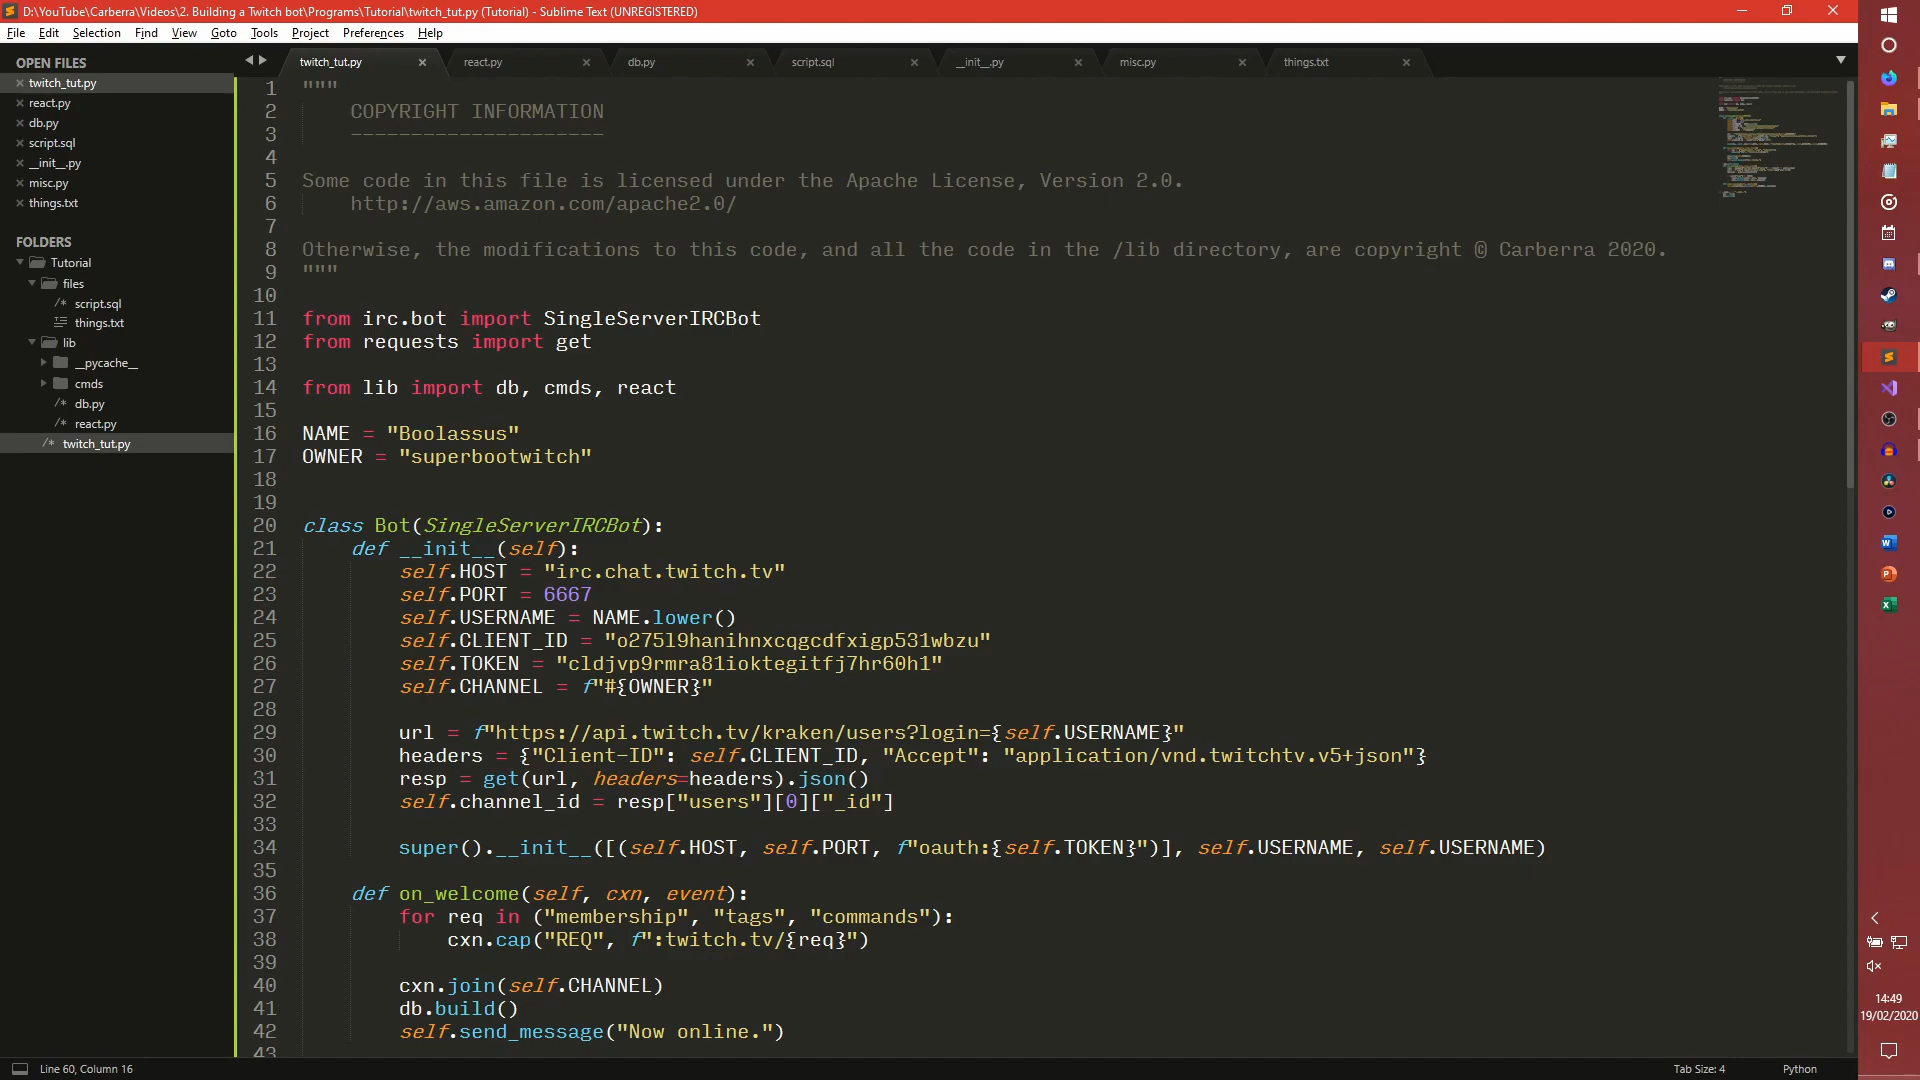 D:\YouTube\Carberra\Videos\2. Building a Twitch bot\Programs\Tutorial\twitch_tut.py (Tutorial) - Sublime Text (UNREGISTERED)
File Edit Selection Find View Goto Tools Project Preferences Help
OPEN FILES
twitch_tut.py
react.py
db.py
script.sql
__init__.py
misc.py
things.txt
FOLDERS
Tutorial
files
/* script.sql
things.txt
lib
__pycache__
cmds
/* db.py
/* react.py
/* twitch_tut.py
twitch_tut.py react.py db.py script.sql __init__.py misc.py things.txt
1 """
2 COPYRIGHT INFORMATION
3 ---------------------
4
5 Some code in this file is licensed under the Apache License, Version 2.0.
6 http://aws.amazon.com/apache2.0/
7
8 Otherwise, the modifications to this code, and all the code in the /lib directory, are copyright @ Carberra 2020.
9 """
10
11 from irc.bot import SingleServerIRCBot
12 from requests import get
13
14 from lib import db, cmds, react
15
16 NAME = "Boolassus"
17 OWNER = "superbootwitch"
18
19
20 class Bot(SingleServerIRCBot):
21 def __init__(self):
22 self.HOST = "irc.chat.twitch.tv"
23 self.PORT = 6667
24 self.USERNAME = NAME.lower()
25 self.CLIENT_ID = "o275l9hanihnxcqgcdfxigp531wbzu"
26 self.TOKEN = "cldjvp9rmra81ioktegitfj7hr60h1"
27 self.CHANNEL = f"#{OWNER}"
28
29 url = f"https://api.twitch.tv/kraken/users?login={self.USERNAME}"
30 headers = {"Client-ID": self.CLIENT_ID, "Accept": "application/vnd.twitchtv.v5+json"}
31 resp = get(url, headers=headers).json()
32 self.channel_id = resp["users"][0]["_id"]
33
34 super().__init__([(self.HOST, self.PORT, f"oauth:{self.TOKEN}")], self.USERNAME, self.USERNAME)
35
36 def on_welcome(self, cxn, event):
37 for req in ("membership", "tags", "commands"):
38 cxn.cap("REQ", f":twitch.tv/{req}")
39
40 cxn.join(self.CHANNEL)
41 db.build()
42 self.send_message("Now online.")
43
Line 60, Column 16
Tab Size: 4
Python
14:49
19/02/2020